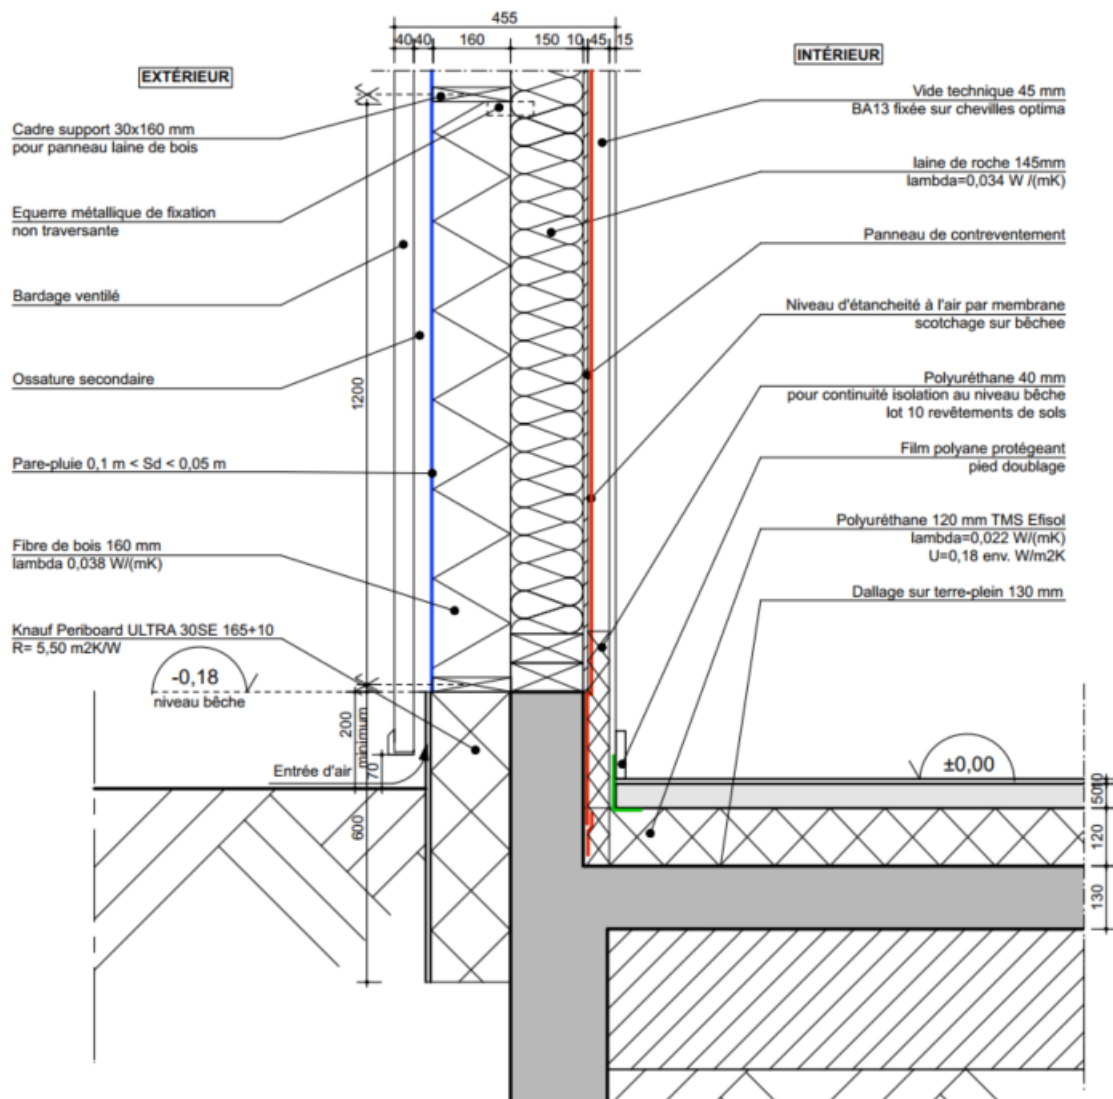 455
40 40 160 150 10 45 15
EXTÉRIEUR
INTÉRIEUR
Cadre support 30x160 mm
pour panneau laine de bois
Equerre métallique de fixation
non traversante
Bardage ventilé
Ossature secondaire
1200
Pare-pluie 0,1 m < Sd < 0,05 m
Fibre de bois 160 mm
lambda 0,038 W/(mK)
Knauf Periboard ULTRA 30SE 165+10
R= 5,50 m2K/W
-0,18
niveau bêche
200
minimum
70
Entrée d'air
600
Vide technique 45 mm
BA13 fixée sur chevilles optima
laine de roche 145mm
lambda=0,034 W /(mK)
Panneau de contreventement
Niveau d'étancheité à l'air par membrane
scotchage sur bêchee
Polyuréthane 40 mm
pour continuité isolation au niveau bêche
lot 10 revêtements de sols
Film polyane protégeant
pied doublage
Polyuréthane 120 mm TMS Efisol
lambda=0,022 W/(mK)
U=0,18 env. W/m2K
Dallage sur terre-plein 130 mm
±0,00
10
50
120
130